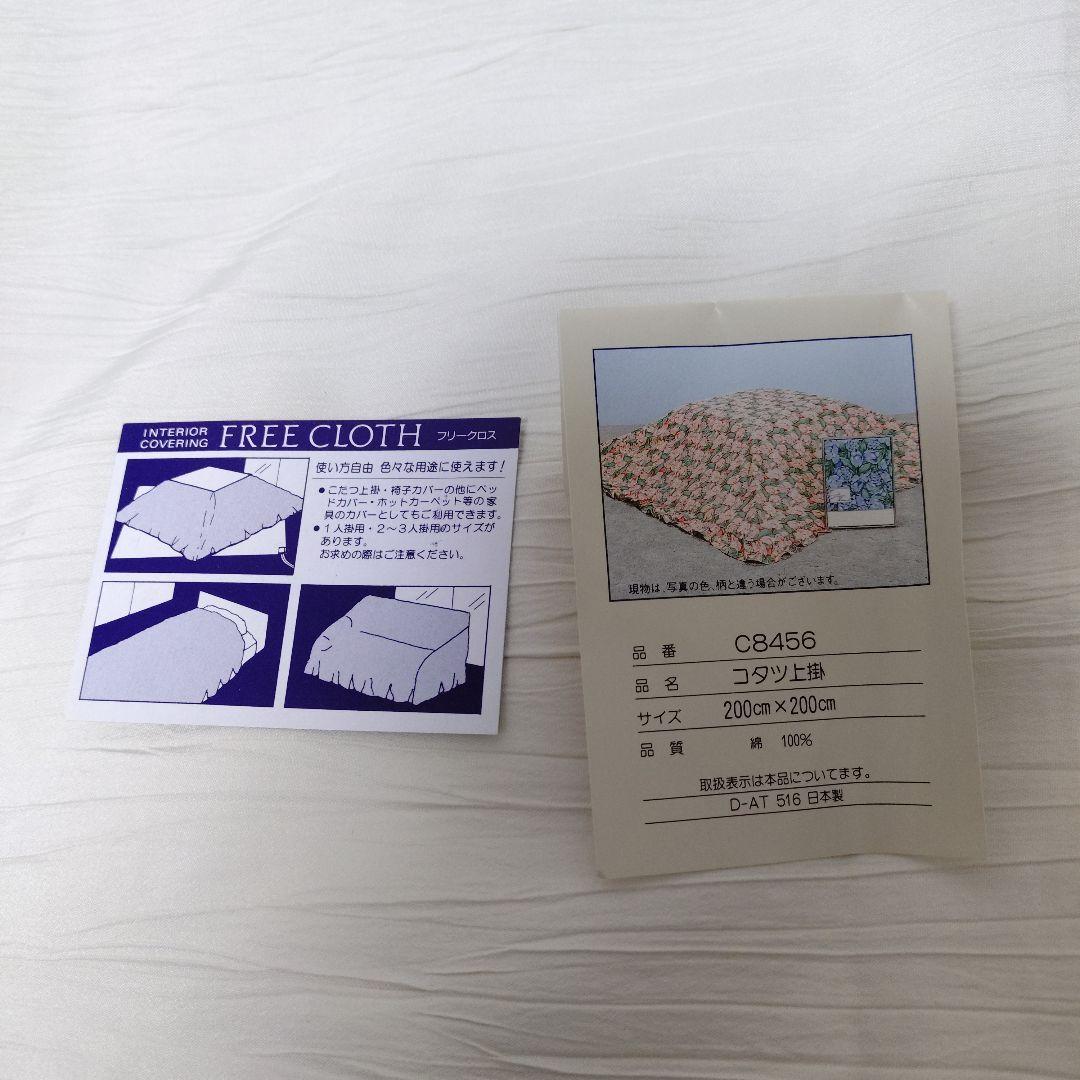 INTERIOR
COVERING FREE CLOTH フリークロス
使い方自由 色々な用途に使えます!
●こたつ上掛・椅子カバーの他にベッ
ドカバー・ホットカーペット等の家
具のカバーとしてもご利用できます。
●1人掛用・2〜3人掛用のサイズが
あります。
お求めの際はご注意ください。
現物は、写真の色、柄と違う場合がございます。
品番 C8456
品名 コタツ上掛
サイズ 200cm×200cm
品質 綿 100%
取扱表示は本品についてます。
D-AT 516 日本製